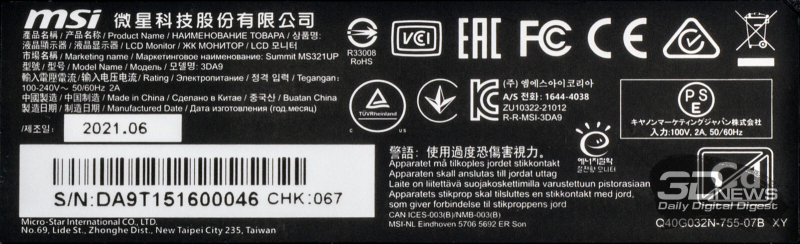 msi 微星科技股份有限公司
產品名稱/产品名称 / Product Name / НАИМЕНОВАНИЕ ТОВАРА / 제품명칭 :
液晶顯示器/液晶显示器 / LCD Monitor / ЖК МОНИТОР / LCD 모니터
市場名稱 / Marketing name / Маркетинговое наименование: Summit MS321UP
型號/型号/ Model / Модель / 모델명: 3DA9
輸入電壓電流/输入电压电流/ Rating / Электропитание / 정격 입력 / Tegangan :
100-240V~ 50/60Hz 2A
中國製造 / 中国制造 / Made in China / Сделано в Китае / 중국산 / Buatan China
製造日期/ 制造日期 / Manufactured Date / Дата изготовления (год.месяц)
/제조일 : 2021.06
S/N:DA9T151600046 CHK:067
Micro-Star International CO., LTD.
No.69, Lide St., Zhonghe Dist., New Taipei City 235, Taiwan
R33008
RoHS
VCI
EAC
FC
CE
TÜVRheinland
C US
(주) 엠에스아이코리아
A/S 전화 : 1644-4038
ZU10322-21012
R-R-MSI-3DA9
에너지절약
P S E
キヤノンマーケティングジャパン株式会社
入力:100V, 2A, 50/60Hz
警語: 使用過度恐傷害視力。
Apparatet må tilkoples jordet stikkontakt
Apparaten skall anslutas till jordat uttag
Laite on liitettävä suojakoskettimilla varustettuun pistorasiaan
Apparatets stikprop skal tilsluttes en stikkontakt med jord,
som giver forbindelse til stikproppens jord
CAN ICES-003(B)/NMB-003(B)
MSI-NL Eindhoven 5706 5692 ER Son
3DNEWS
Daily Digital Digest
C40G032N-755-07B XY